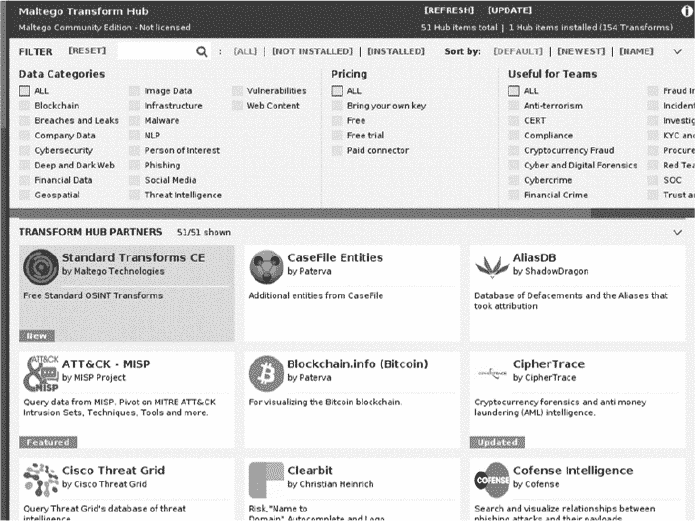 Maltego Transform Hub
[REFRESH] [UPDATE]
Maltego Community Edition - Not licensed
51 Hub items total | 1 Hub items installed (154 Transforms)
FILTER [RESET] : [ALL] | [NOT INSTALLED] | [INSTALLED] Sort by: [DEFAULT] | [NEWEST] | [NAME]
Data Categories
ALL
Blockchain
Breaches and Leaks
Company Data
Cybersecurity
Deep and Dark Web
Financial Data
Geospatial
Image Data
Infrastructure
Malware
NLP
Person of Interest
Phishing
Social Media
Threat Intelligence
Vulnerabilities
Web Content
Pricing
ALL
Bring your own key
Free
Free trial
Paid connector
Useful for Teams
ALL
Anti-terrorism
CERT
Compliance
Cryptocurrency Fraud
Cyber and Digital Forensics
Cybercrime
Financial Crime
Fraud In
Inciden
Investig
KYC an
Procure
Red Tea
SOC
Trust a
TRANSFORM HUB PARTNERS 51/51 shown
Standard Transforms CE
by Maltego Technologies
Free Standard OSINT Transforms
New
CaseFile Entities
by Paterva
Additional entities from CaseFile
AliasDB
by ShadowDragon
Database of Defacements and the Aliases that
took attribution
ATT&CK
MISP
ATT&CK - MISP
by MISP Project
Query data from MISP. Pivot on MITRE ATT&CK
Intrusion Sets, Techniques, Tools and more.
Featured
Blockchain.info (Bitcoin)
by Paterva
For visualizing the Bitcoin blockchain.
CipherTrace
by CipherTrace
Cryptocurrency forensics and anti money
laundering (AML) intelligence.
Updated
Cisco Threat Grid
by Cisco Threat Grid
Query Threat Grid's database of threat
intelligence
Clearbit
by Christian Heinrich
Risk,"Name to
Domain" Autocomplete and Logo
COFENSE
Cofense Intelligence
by Cofense
Search and visualize relationships between
phishing attacks and their payloads